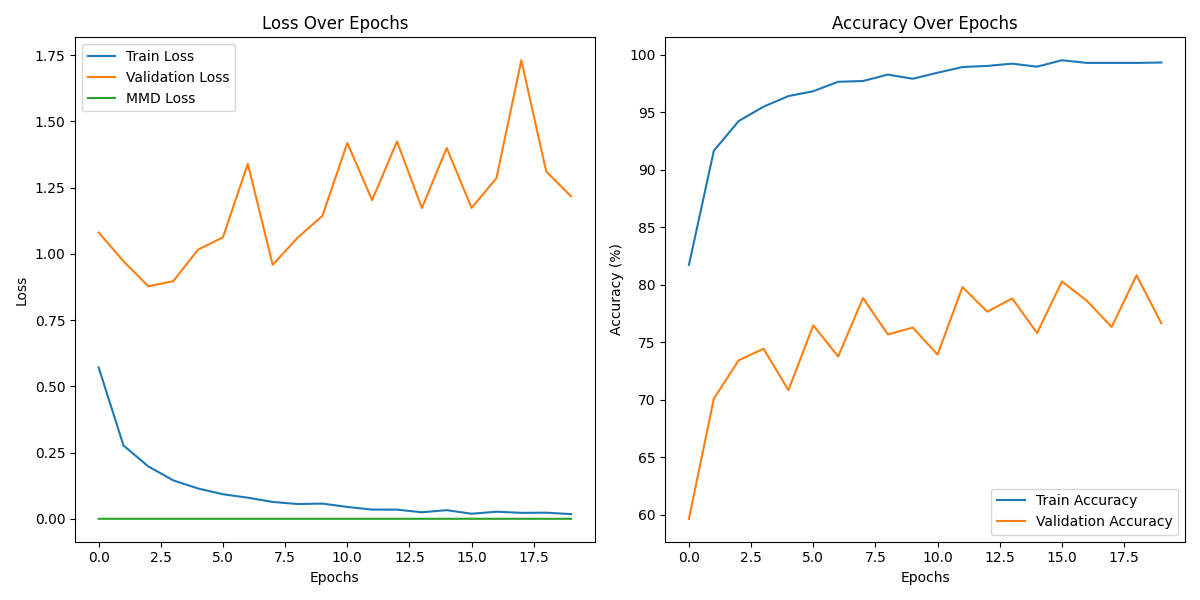 Loss Over Epochs
Train Loss
Validation Loss
MMD Loss
1.75
1.50
1.25
1.00
0.75
0.50
0.25
0.00
Loss
0.0 2.5 5.0 7.5 10.0 12.5 15.0 17.5
Epochs
Accuracy Over Epochs
100
95
90
85
80
75
70
65
60
Accuracy (%)
Train Accuracy
Validation Accuracy
0.0 2.5 5.0 7.5 10.0 12.5 15.0 17.5
Epochs